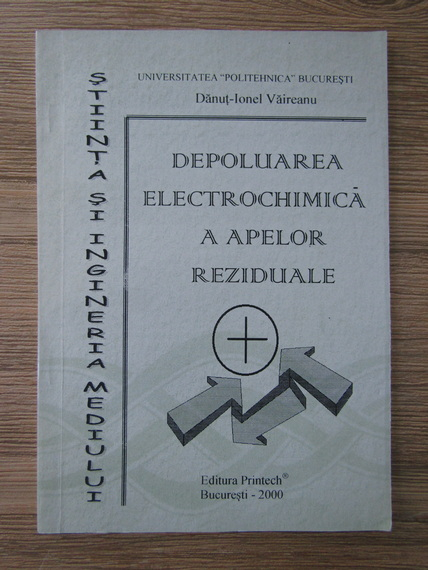 UNIVERSITATEA "POLITEHNICA" BUCUREȘTI
Dănuț-Ionel Văireanu
ȘTIINȚA ȘI INGINERIA MEDIULUI
DEPOLUAREA
ELECTROCHIMICĂ
A APELOR
REZIDUALE
Editura Printech®
București - 2000